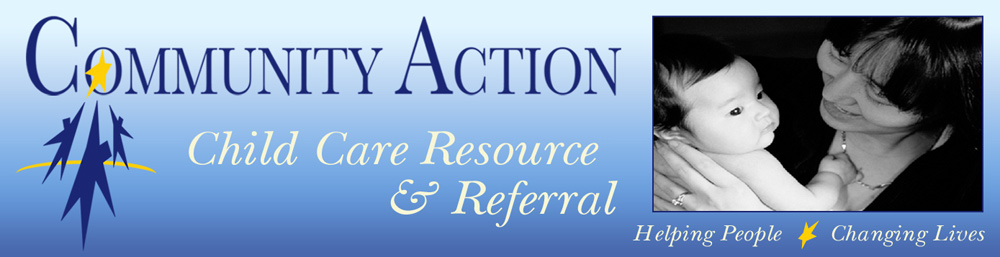 COMMUNITY ACTION
Child Care Resource
& Referral
Helping People Changing Lives